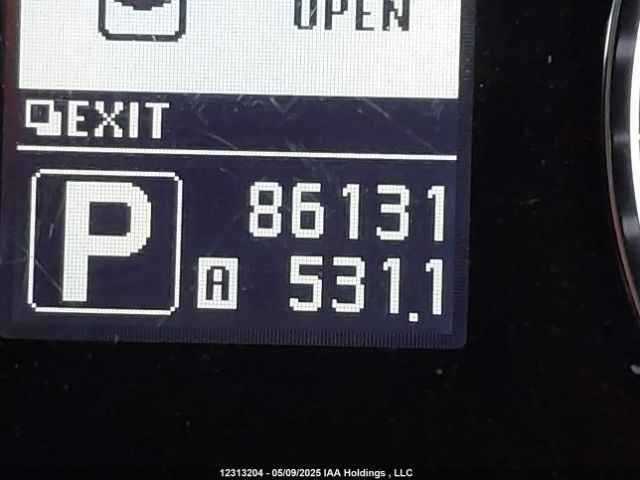 OPEN
EXIT
P
86131
A 531.1
12313204 - 05/09/2025 IAA Holdings , LLC